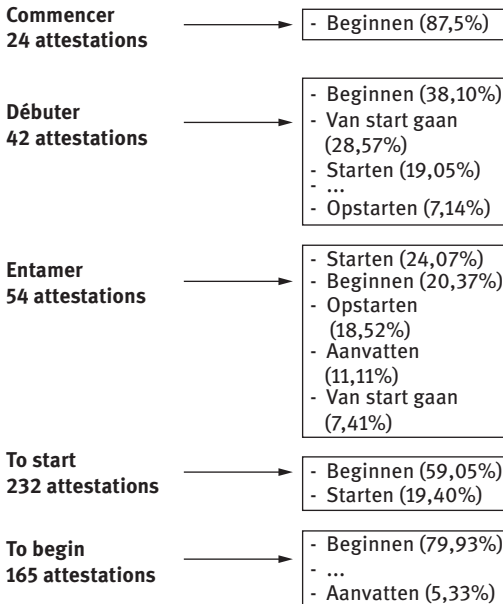 Commencer
24 attestations
- Beginnen (87,5%)
Débuter
42 attestations
- Beginnen (38,10%)
- Van start gaan
(28,57%)
- Starten (19,05%)
- ...
- Opstarten (7,14%)
Entamer
54 attestations
- Starten (24,07%)
- Beginnen (20,37%)
- Opstarten
(18,52%)
- Aanvatten
(11,11%)
- Van start gaan
(7,41%)
To start
232 attestations
- Beginnen (59,05%)
- Starten (19,40%)
To begin
165 attestations
- Beginnen (79,93%)
- ...
- Aanvatten (5,33%)